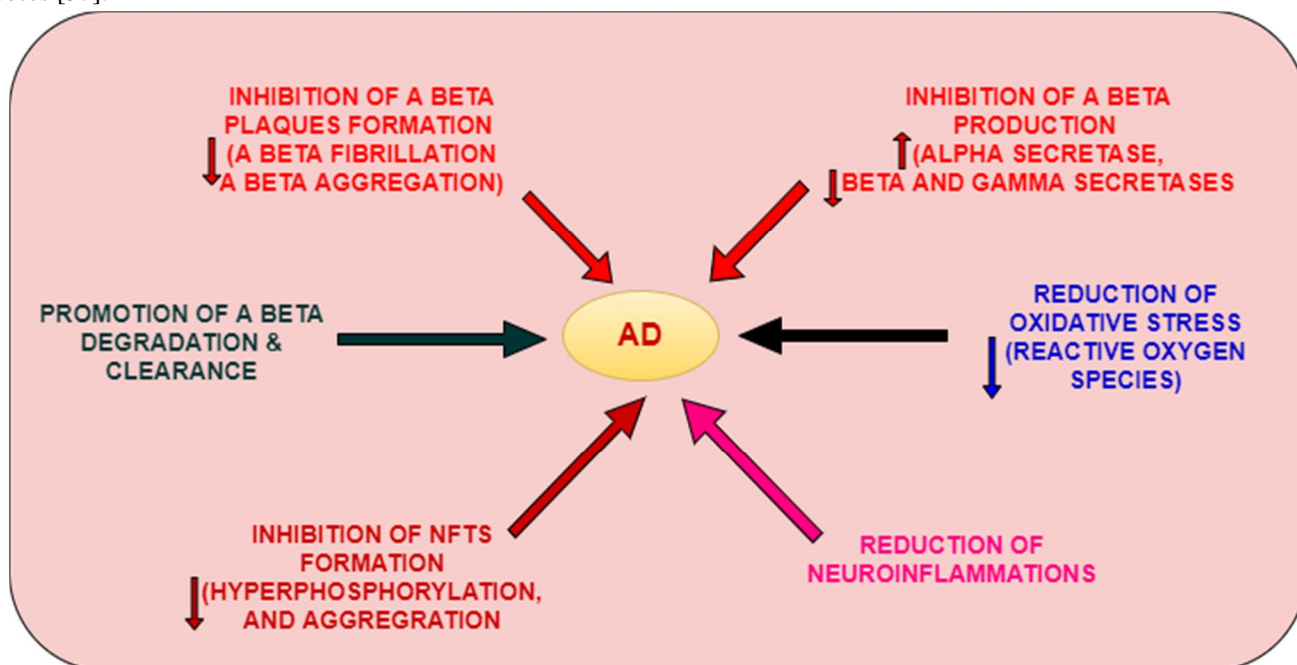 INHIBITION OF A BETA
PLAQUES FORMATION
(A BETA FIBRILLATION
A BETA AGGREGATION)
INHIBITION OF A BETA
PRODUCTION
(ALPHA SECRETASE,
BETA AND GAMMA SECRETASES
PROMOTION OF A BETA
DEGRADATION &
CLEARANCE
AD
REDUCTION OF
OXIDATIVE STRESS
(REACTIVE OXYGEN
SPECIES)
INHIBITION OF NFTS
FORMATION
(HYPERPHOSPHORYLATION,
AND AGGREGRATION
REDUCTION OF
NEUROINFLAMMATIONS